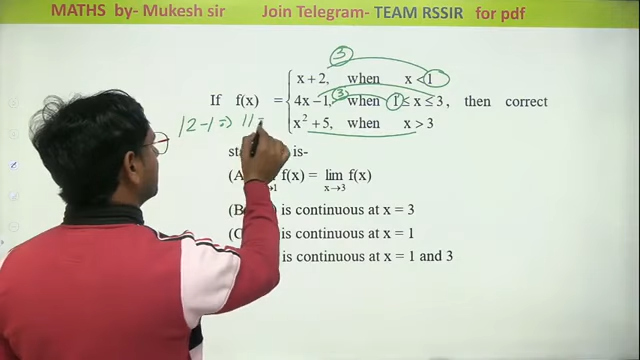 MATHS by- Mukesh sir Join Telegram- TEAM RSSIR for pdf
3
x + 2, when x < 1
If f(x) = 4x − 1, 3 when 1 ≤ x ≤ 3, then correct
12-1 ⇒ 11 =
x² + 5, when x > 3
is-
(A) f(x) = lim f(x)
→1 x→3
is continuous at x = 3
is continuous at x = 1
is continuous at x = 1 and 3